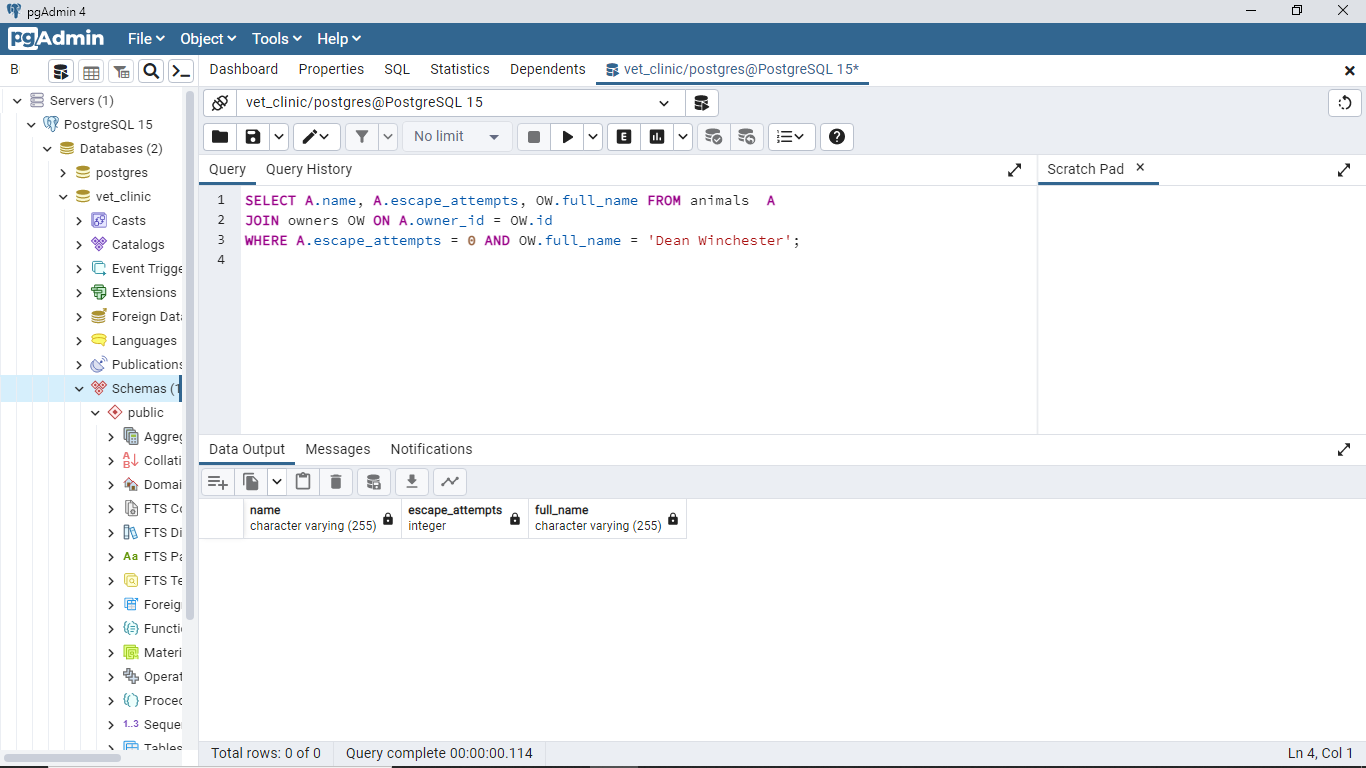 pgAdmin 4
pgAdmin File Object Tools Help
B Dashboard Properties SQL Statistics Dependents vet_clinic/postgres@PostgreSQL 15*
Servers (1)
PostgreSQL 15
Databases (2)
postgres
vet_clinic
Casts
Catalogs
Event Trigge
Extensions
Foreign Data
Languages
Publications
Schemas (1
public
Aggreg
Collati
Domai
FTS Co
FTS Di
FTS Pa
Aa
FTS Te
Foreig
Functi
Materi
Operat
Proced
1..3 Seque
Tables
vet_clinic/postgres@PostgreSQL 15
No limit
E
Query Query History
Scratch Pad
1 SELECT A.name, A.escape_attempts, OW.full_name FROM animals A
2 JOIN owners OW ON A.owner_id = OW.id
3 WHERE A.escape_attempts = 0 AND OW.full_name = 'Dean Winchester';
4
Data Output Messages Notifications
name escape_attempts full_name
character varying (255) integer character varying (255)
Total rows: 0 of 0 Query complete 00:00:00.114 Ln 4, Col 1